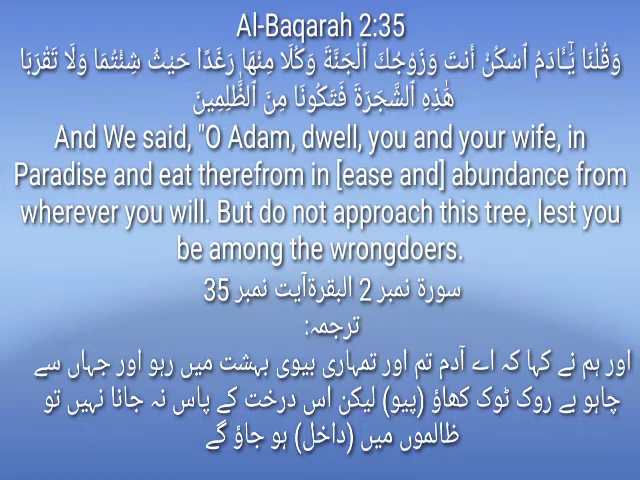 Al-Baqarah 2:35
وَقُلْنَا يَٰٓـَٔادَمُ ٱسْكُنْ أَنتَ وَزَوْجُكَ ٱلْجَنَّةَ وَكُلَا مِنْهَا رَغَدًا حَيْثُ شِئْتُمَا وَلَا تَقْرَبَا
هَٰذِهِ ٱلشَّجَرَةَ فَتَكُونَا مِنَ ٱلظَّٰلِمِينَ
And We said, "O Adam, dwell, you and your wife, in
Paradise and eat therefrom in [ease and] abundance from
wherever you will. But do not approach this tree, lest you
be among the wrongdoers.
سورة نمبر 2 البقرةآیت نمبر 35
ترجمہ:
اور ہم نے کہا کہ اے آدم تم اور تمہاری بیوی بہشت میں رہو اور جہاں سے
چاہو بے روک ٹوک کھاؤ (پیو) لیکن اس درخت کے پاس نہ جانا نہیں تو
ظالموں میں (داخل) ہو جاؤ گے